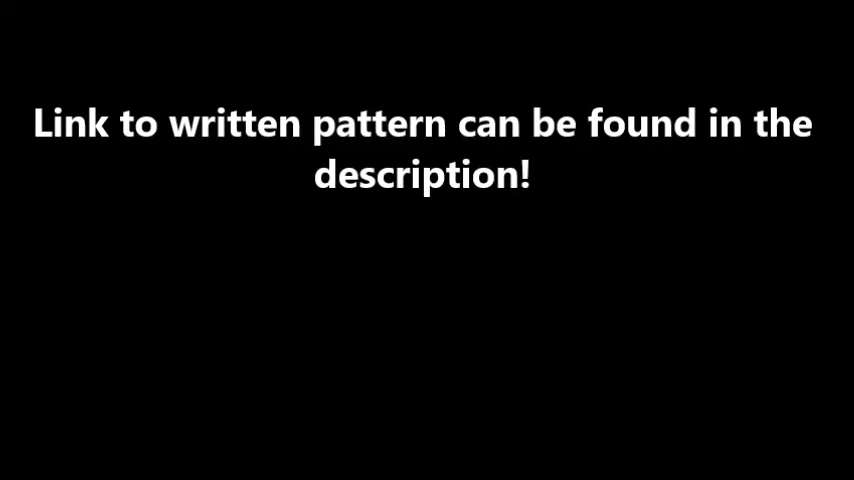 Link to written pattern can be found in the
description!